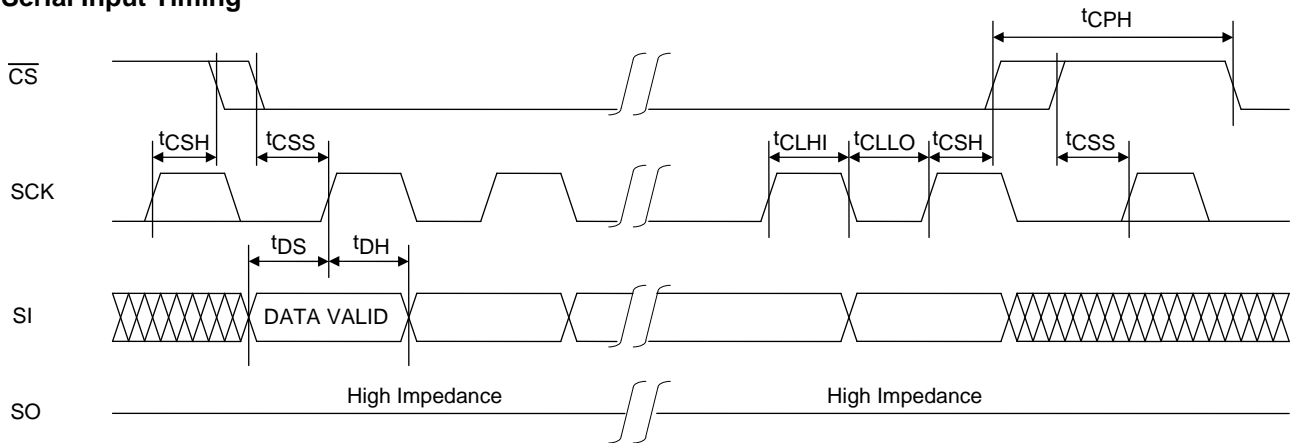 Serial Input Timing
tCPH
CS
tCSH tCSS tCLHI tCLLO tCSH tCSS
SCK
tDS tDH
SI DATA VALID
High Impedance High Impedance
SO